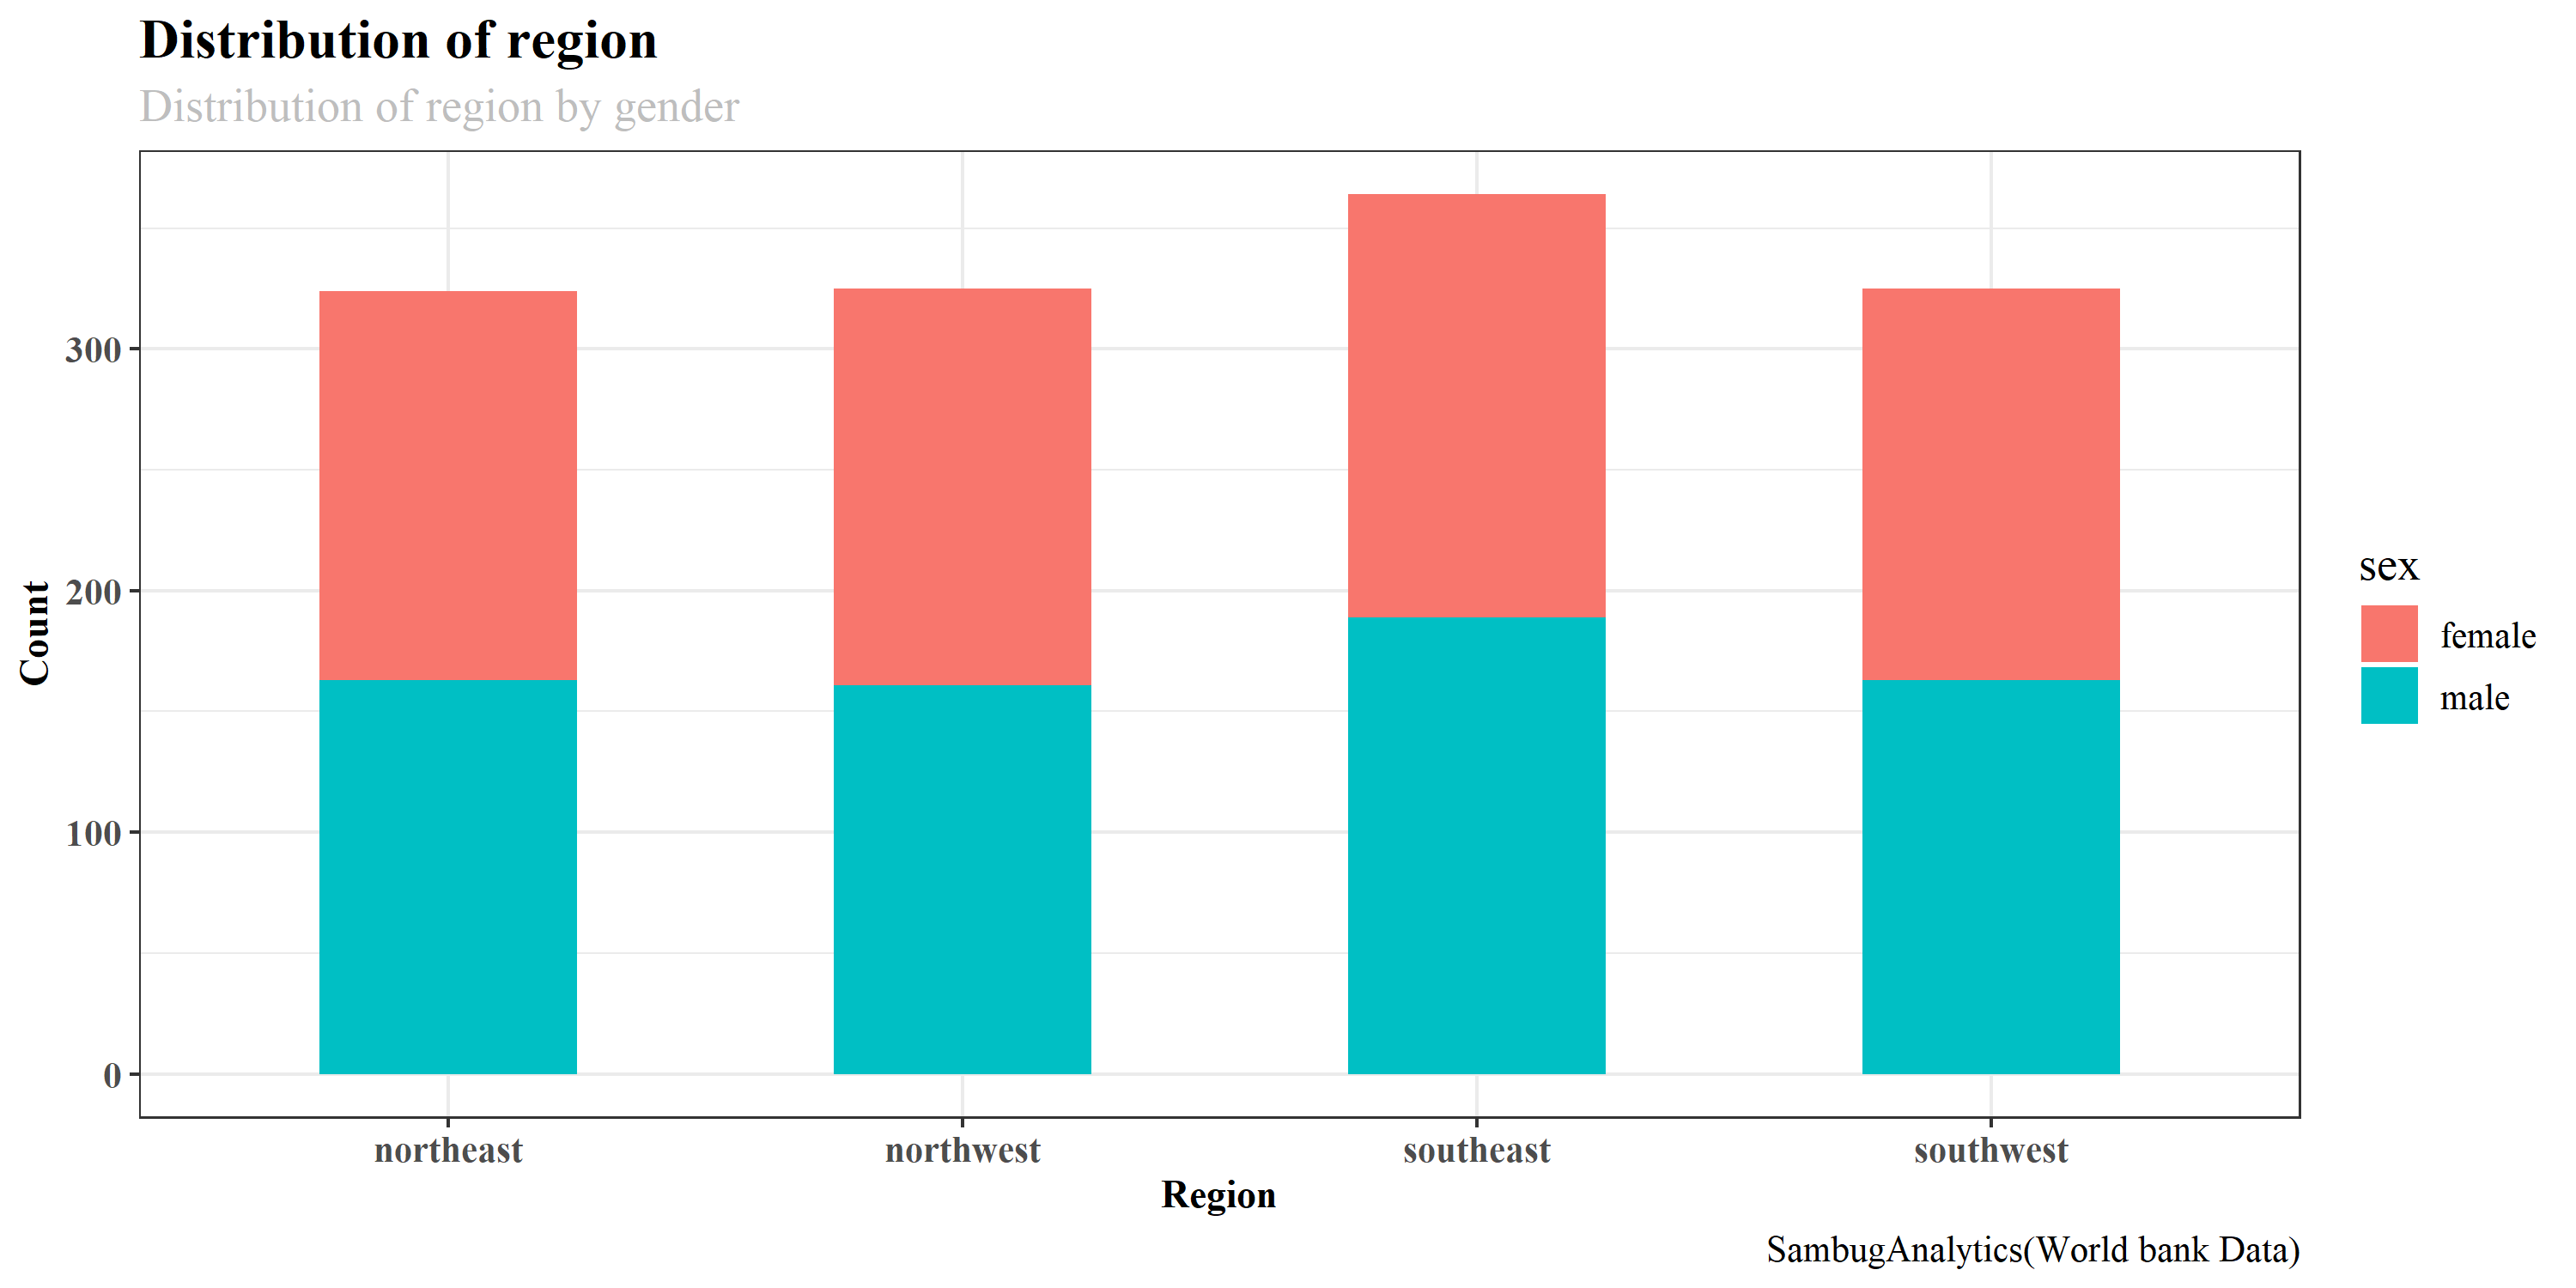 Distribution of region
Distribution of region by gender
Count
300
200
100
0
northeast northwest southeast southwest
Region
sex
female
male
SambugAnalytics(World bank Data)